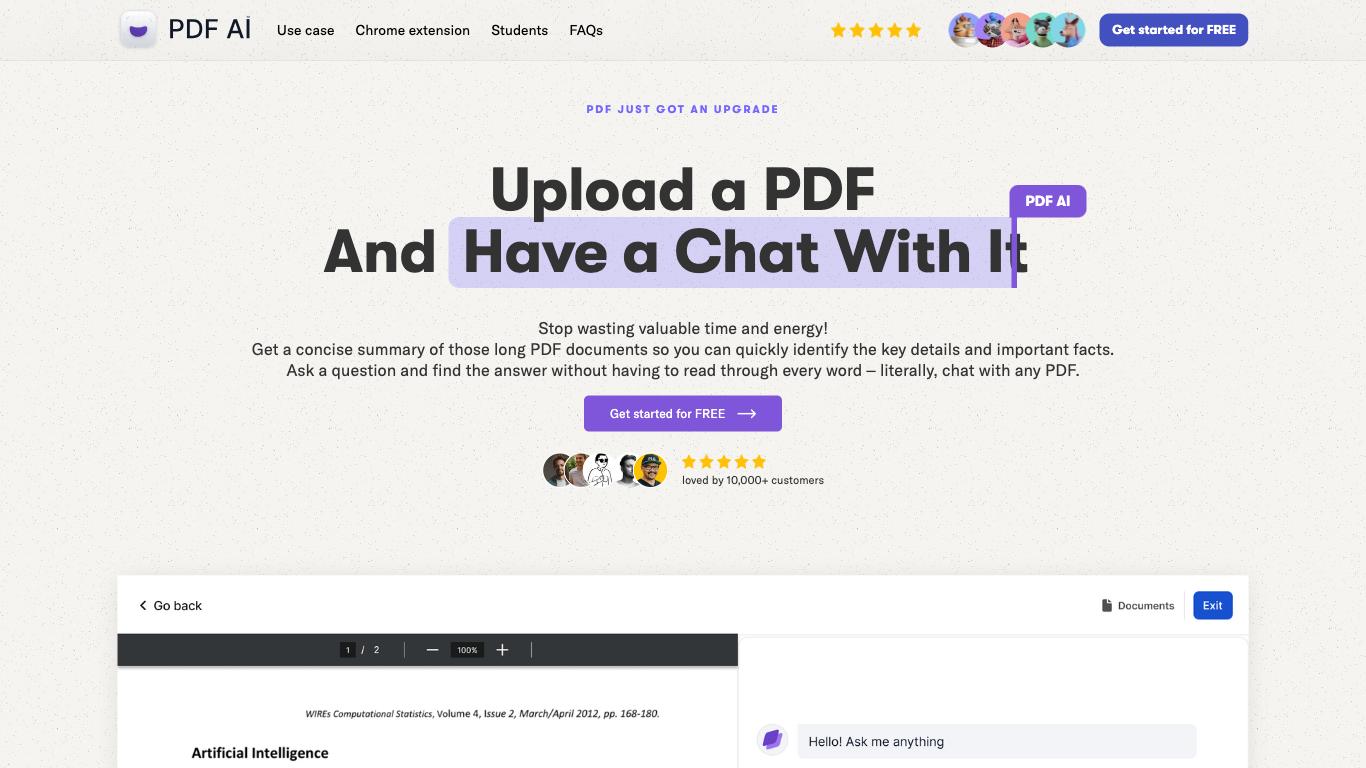 PDF AI
Use case
Chrome extension
Students
FAQs
Get started for FREE
PDF JUST GOT AN UPGRADE
Upload a PDF
PDF AI
And Have a Chat With It
Stop wasting valuable time and energy!
Get a concise summary of those long PDF documents so you can quickly identify the key details and important facts.
Ask a question and find the answer without having to read through every word – literally, chat with any PDF.
Get started for FREE
loved by 10,000+ customers
Go back
Documents
Exit
1 / 2
100%
WIREs Computational Statistics, Volume 4, Issue 2, March/April 2012, pp. 168-180.
Artificial Intelligence
Hello! Ask me anything